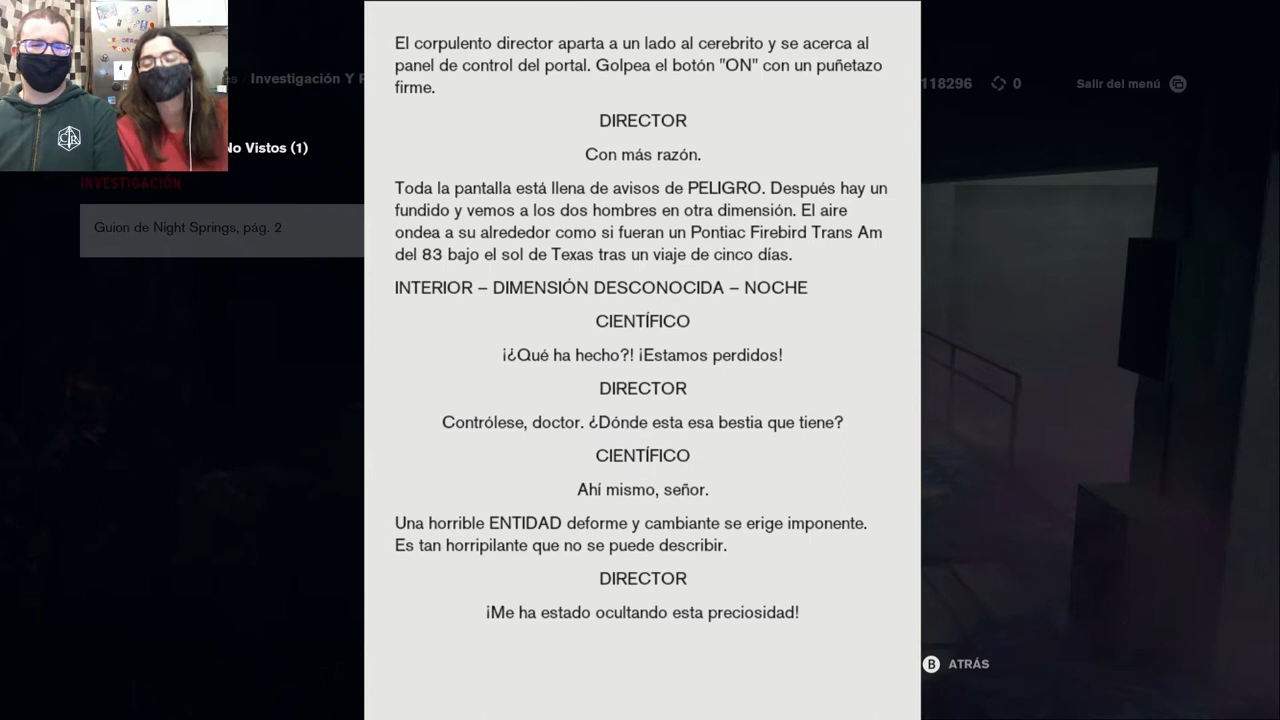 Investigación Y
118296
0
Salir del menú
No Vistos (1)
INVESTIGACIÓN
Guion de Night Springs, pág. 2
El corpulento director aparta a un lado al cerebrito y se acerca al
panel de control del portal. Golpea el botón "ON" con un puñetazo
firme.
DIRECTOR
Con más razón.
Toda la pantalla está llena de avisos de PELIGRO. Después hay un
fundido y vemos a los dos hombres en otra dimensión. El aire
ondea a su alrededor como si fueran un Pontiac Firebird Trans Am
del 83 bajo el sol de Texas tras un viaje de cinco días.
INTERIOR – DIMENSIÓN DESCONOCIDA – NOCHE
CIENTÍFICO
¡¿Qué ha hecho?! ¡Estamos perdidos!
DIRECTOR
Contrólese, doctor. ¿Dónde esta esa bestia que tiene?
CIENTÍFICO
Ahí mismo, señor.
Una horrible ENTIDAD deforme y cambiante se erige imponente.
Es tan horripilante que no se puede describir.
DIRECTOR
¡Me ha estado ocultando esta preciosidad!
B ATRÁS